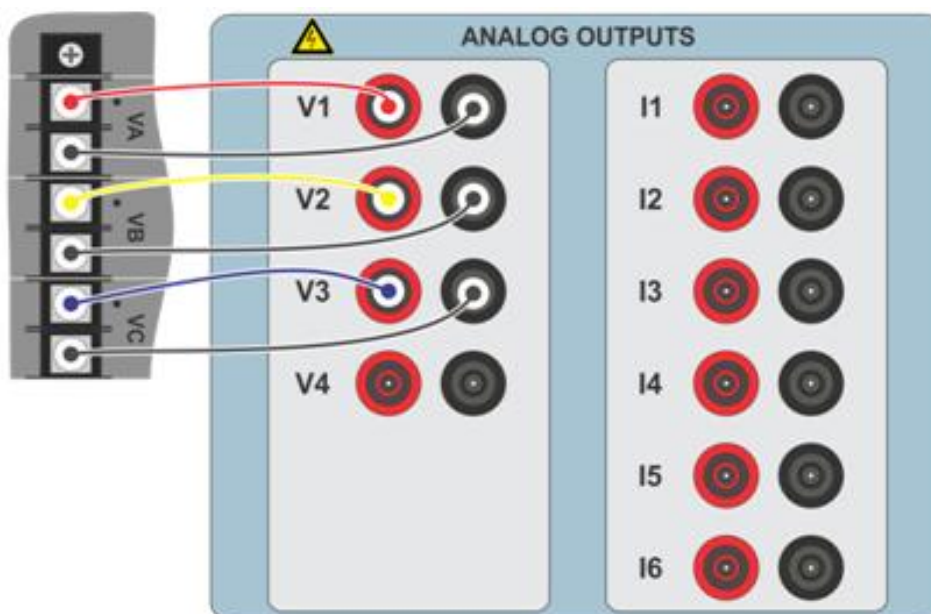 ANALOG OUTPUTS
VA
VB
VC
V1
V2
V3
V4
I1
I2
I3
I4
I5
I6